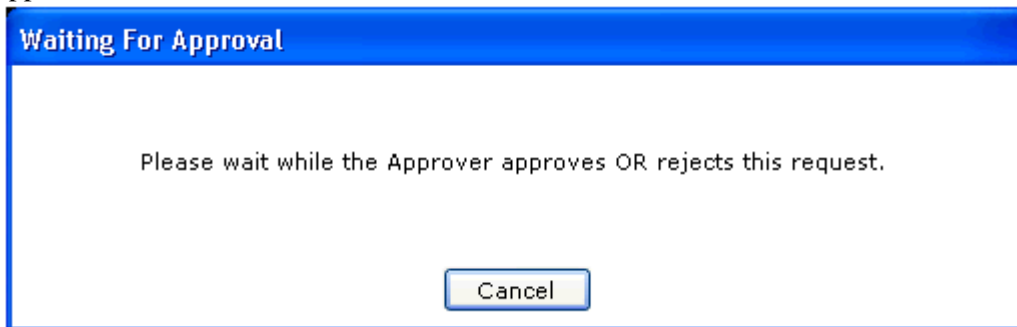 Waiting For Approval
Please wait while the Approver approves OR rejects this request.
Cancel